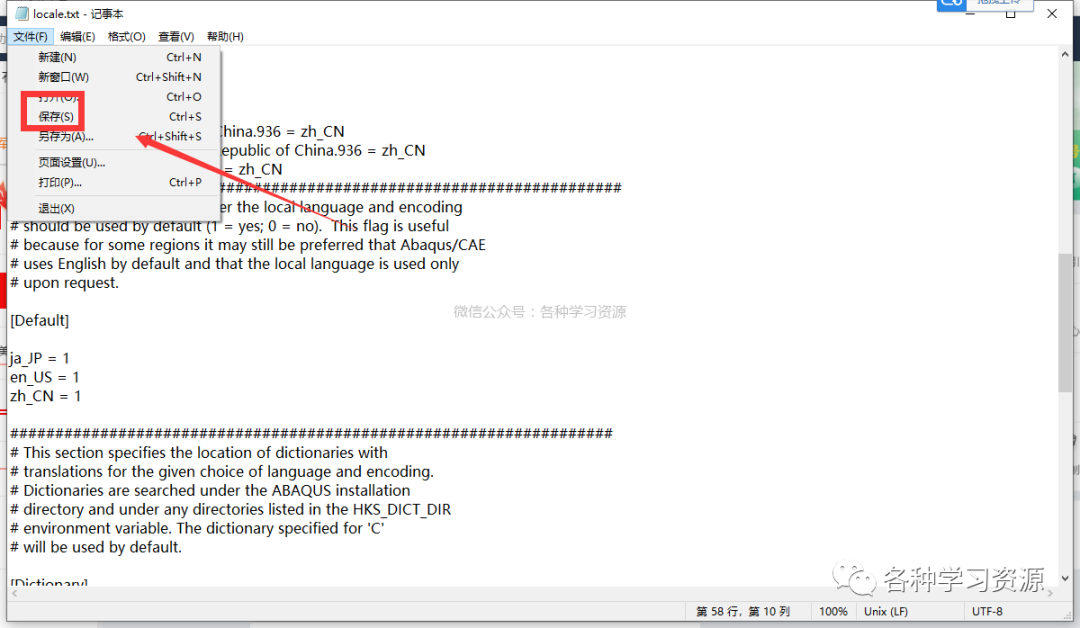 locale.txt - 记事本
文件(F) 编辑(E) 格式(O) 查看(V) 帮助(H)
新建(N) Ctrl+N
新窗口(W) Ctrl+Shift+N
打开(O)... Ctrl+O
保存(S) Ctrl+S
另存为(A)... Ctrl+Shift+S
页面设置(U)...
打印(P)... Ctrl+P
退出(X)
China.936 = zh_CN
epublic of China.936 = zh_CN
= zh_CN
############################################
er the local language and encoding
# should be used by default (1 = yes; 0 = no).  This flag is useful
# because for some regions it may still be preferred that Abaqus/CAE
# uses English by default and that the local language is used only
# upon request.
微信公众号：各种学习资源
[Default]
ja_JP = 1
en_US = 1
zh_CN = 1
###################################################################
# This section specifies the location of dictionaries with
# translations for the given choice of language and encoding.
# Dictionaries are searched under the ABAQUS installation
# directory and under any directories listed in the HKS_DICT_DIR
# environment variable. The dictionary specified for 'C'
# will be used by default.
[Dictionary]
各种学习资源
第 58 行，第 10 列 100% Unix (LF) UTF-8